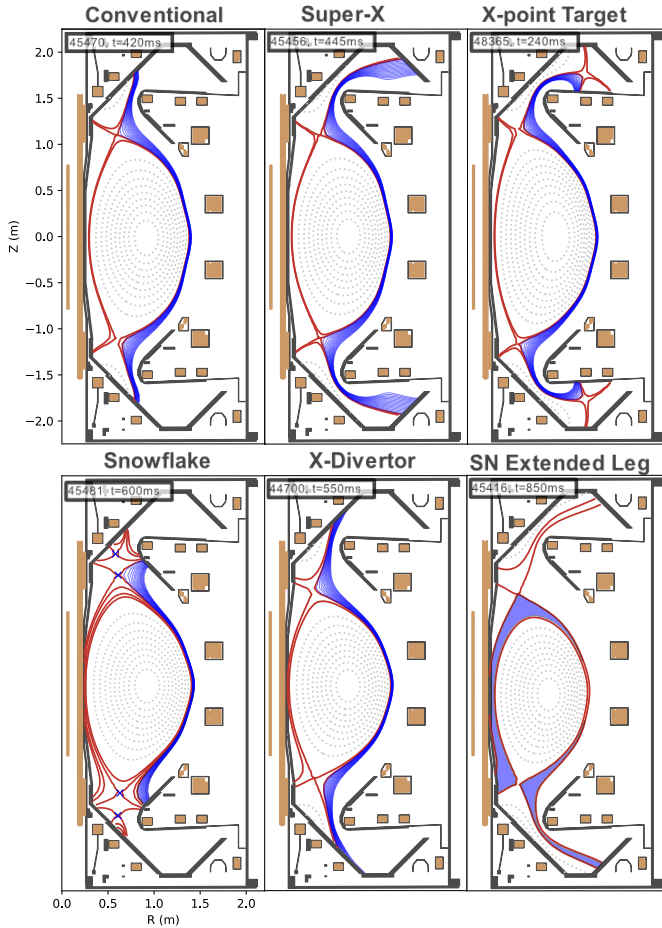 Conventional
Super-X
X-point Target
45470, t=420ms
45456, t=445ms
48365, t=240ms
2.0
1.5
1.0
0.5
0.0
−0.5
−1.0
−1.5
−2.0
Z (m)
Snowflake
X-Divertor
SN Extended Leg
45481, t=600ms
44700, t=550ms
45416, t=850ms
0.0 0.5 1.0 1.5 2.0
R (m)